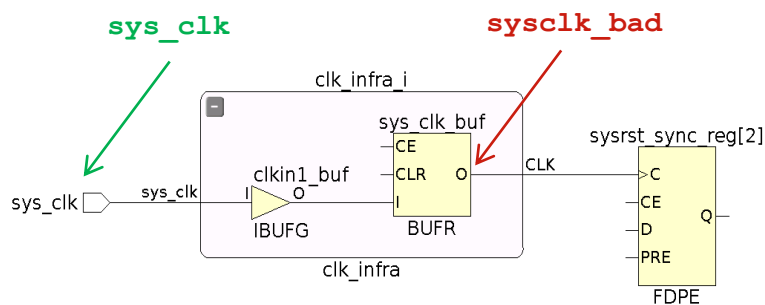 sys_clk
sysclk_bad
clk_infra_i
-
sys_clk_buf
sysrst_sync_reg[2]
CE
clkin1_buf
CLR
O
CLK
C
sys_clk
sys_clk
I
O
I
CE
Q
IBUFG
BUFR
D
PRE
clk_infra
FDPE